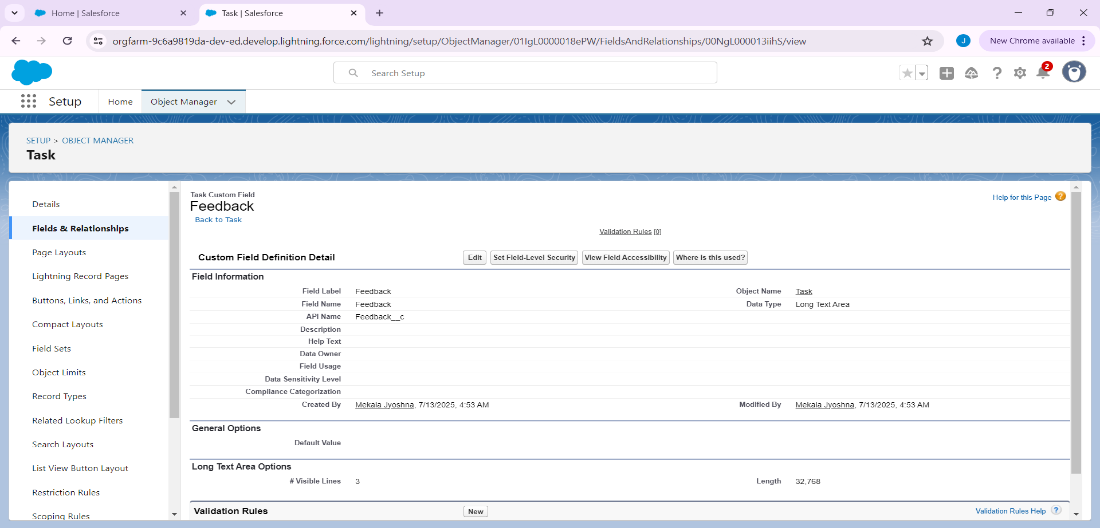 Home | Salesforce
Task | Salesforce
orgfarm-9c6a9819da-dev-ed.develop.lightning.force.com/lightning/setup/ObjectManager/01IgL0000018ePW/FieldsAndRelationships/00NgL000013iihS/view
J
New Chrome available
Search Setup
2
Setup
Home
Object Manager
SETUP > OBJECT MANAGER
Task
Details
Fields & Relationships
Page Layouts
Lightning Record Pages
Buttons, Links, and Actions
Compact Layouts
Field Sets
Object Limits
Record Types
Related Lookup Filters
Search Layouts
List View Button Layout
Restriction Rules
Scoping Rules
Task Custom Field
Feedback
Back to Task
Help for this Page ?
Validation Rules [0]
Custom Field Definition Detail
Edit Set Field-Level Security View Field Accessibility Where is this used?
Field Information
Field Label Feedback Object Name Task
Field Name Feedback Data Type Long Text Area
API Name Feedback__c
Description
Help Text
Data Owner
Field Usage
Data Sensitivity Level
Compliance Categorization
Created By Mekala Jyoshna, 7/13/2025, 4:53 AM Modified By Mekala Jyoshna, 7/13/2025, 4:53 AM
General Options
Default Value
Long Text Area Options
# Visible Lines 3 Length 32,768
Validation Rules New Validation Rules Help ?